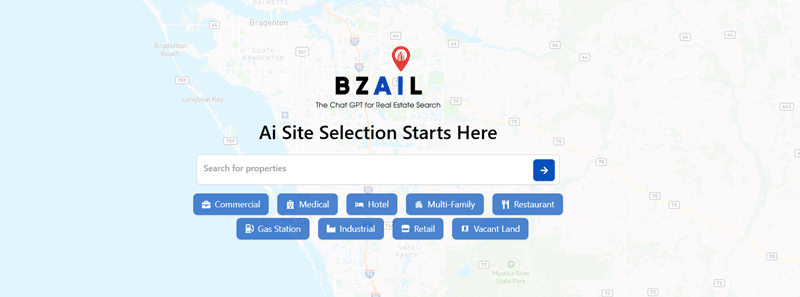 PALMETTO
Bradenton
Bradenton Beach
SOUTH BRADENTON
Longboat Key
BZAIL
The Chat GPT for Real Estate Search
Ai Site Selection Starts Here
Search for properties
Commercial
Medical
Hotel
Multi-Family
Restaurant
Gas Station
Industrial
Retail
Vacant Land
Myakka River State Park
70
72